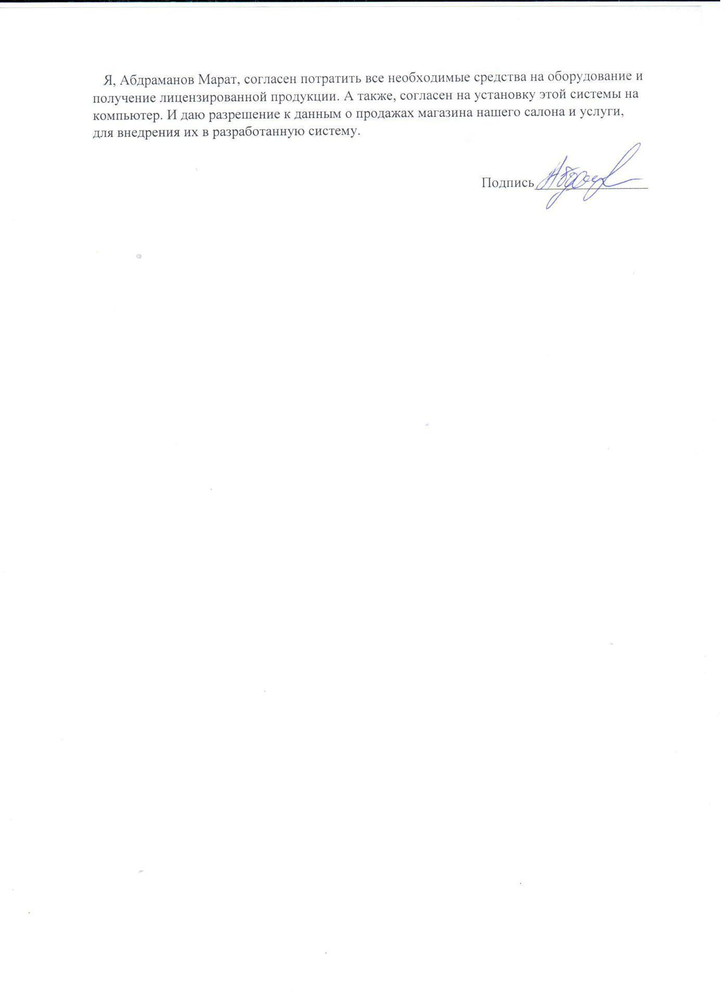 Я, Абдраманов Марат, согласен потратить все необходимые средства на оборудование и
получение лицензированной продукции. А также, согласен на установку этой системы на
компьютер. И даю разрешение к данным о продажах магазина нашего салона и услуги,
для внедрения их в разработанную систему.
Подпись